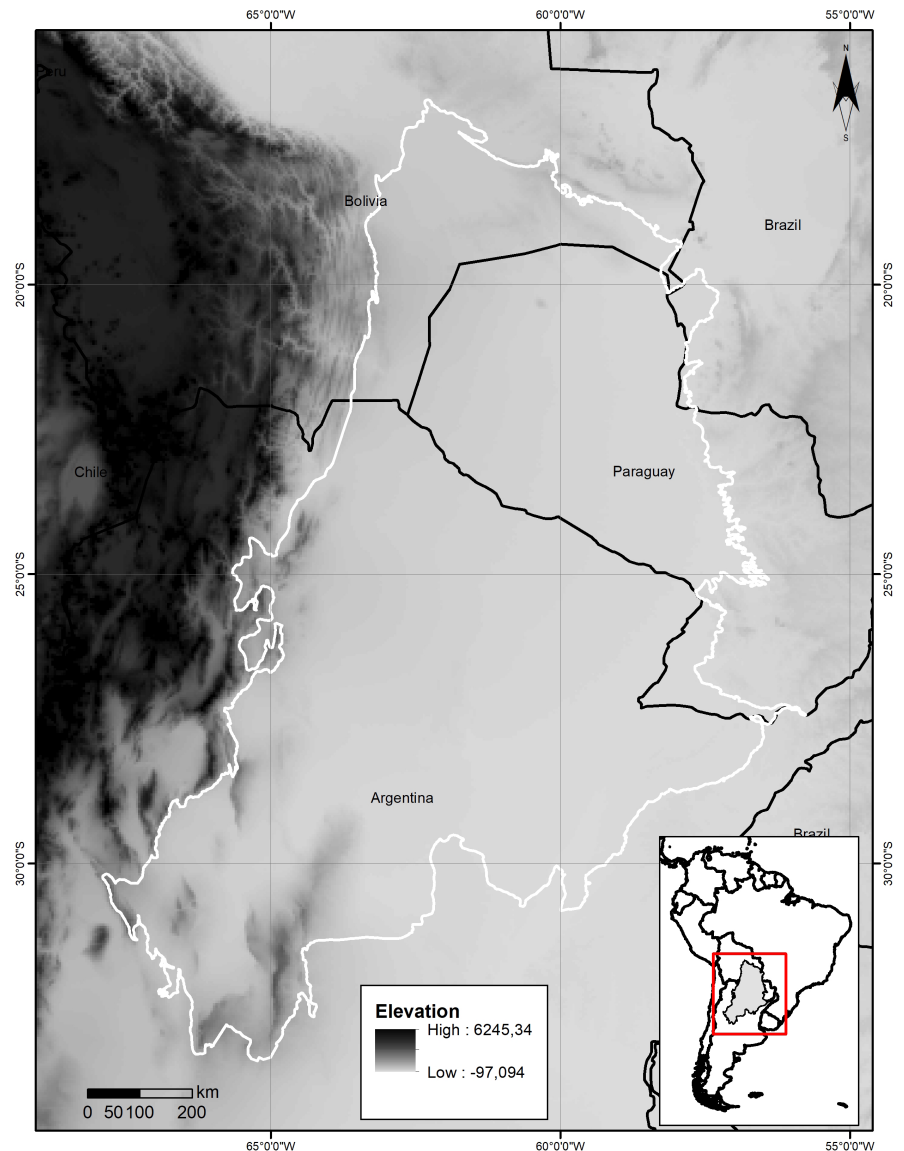 65°0'0"W 60°0'0"W 55°0'0"W
Peru
N
S
Bolivia
Brazil
20°0'0"S 20°0'0"S
Chile
Paraguay
25°0'0"S 25°0'0"S
Argentina
Brazil
30°0'0"S 30°0'0"S
Elevation
High : 6245,34
Low : -97,094
km
0 50 100 200
65°0'0"W 60°0'0"W 55°0'0"W